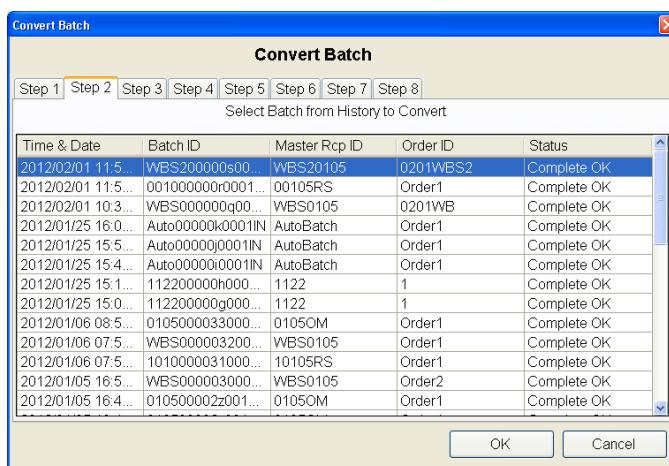 Convert Batch
Convert Batch
Step 1 Step 2 Step 3 Step 4 Step 5 Step 6 Step 7 Step 8
Select Batch from History to Convert
Time & Date Batch ID Master Rcp ID Order ID Status
2012/02/01 11:5... WBS200000s00... WBS20105 0201WBS2 Complete OK
2012/02/01 11:5... 001000000r0001... 00105RS Order1 Complete OK
2012/02/01 10:3... WBS000000q00... WBS0105 0201WB Complete OK
2012/01/25 16:0... Auto00000k0001IN AutoBatch Order1 Complete OK
2012/01/25 15:5... Auto00000j0001IN AutoBatch Order1 Complete OK
2012/01/25 15:4... Auto00000i0001IN AutoBatch Order1 Complete OK
2012/01/25 15:1... 112200000h000... 1122 1 Complete OK
2012/01/25 15:0... 112200000g000... 1122 1 Complete OK
2012/01/06 08:5... 0105000033000... 0105OM Order1 Complete OK
2012/01/06 07:5... WBS000003200... WBS0105 Order1 Complete OK
2012/01/06 07:5... 1010000031000... 10105RS Order1 Complete OK
2012/01/05 16:5... WBS000003000... WBS0105 Order2 Complete OK
2012/01/05 16:4... 010500002z001... 0105OM Order1 Complete OK
OK Cancel